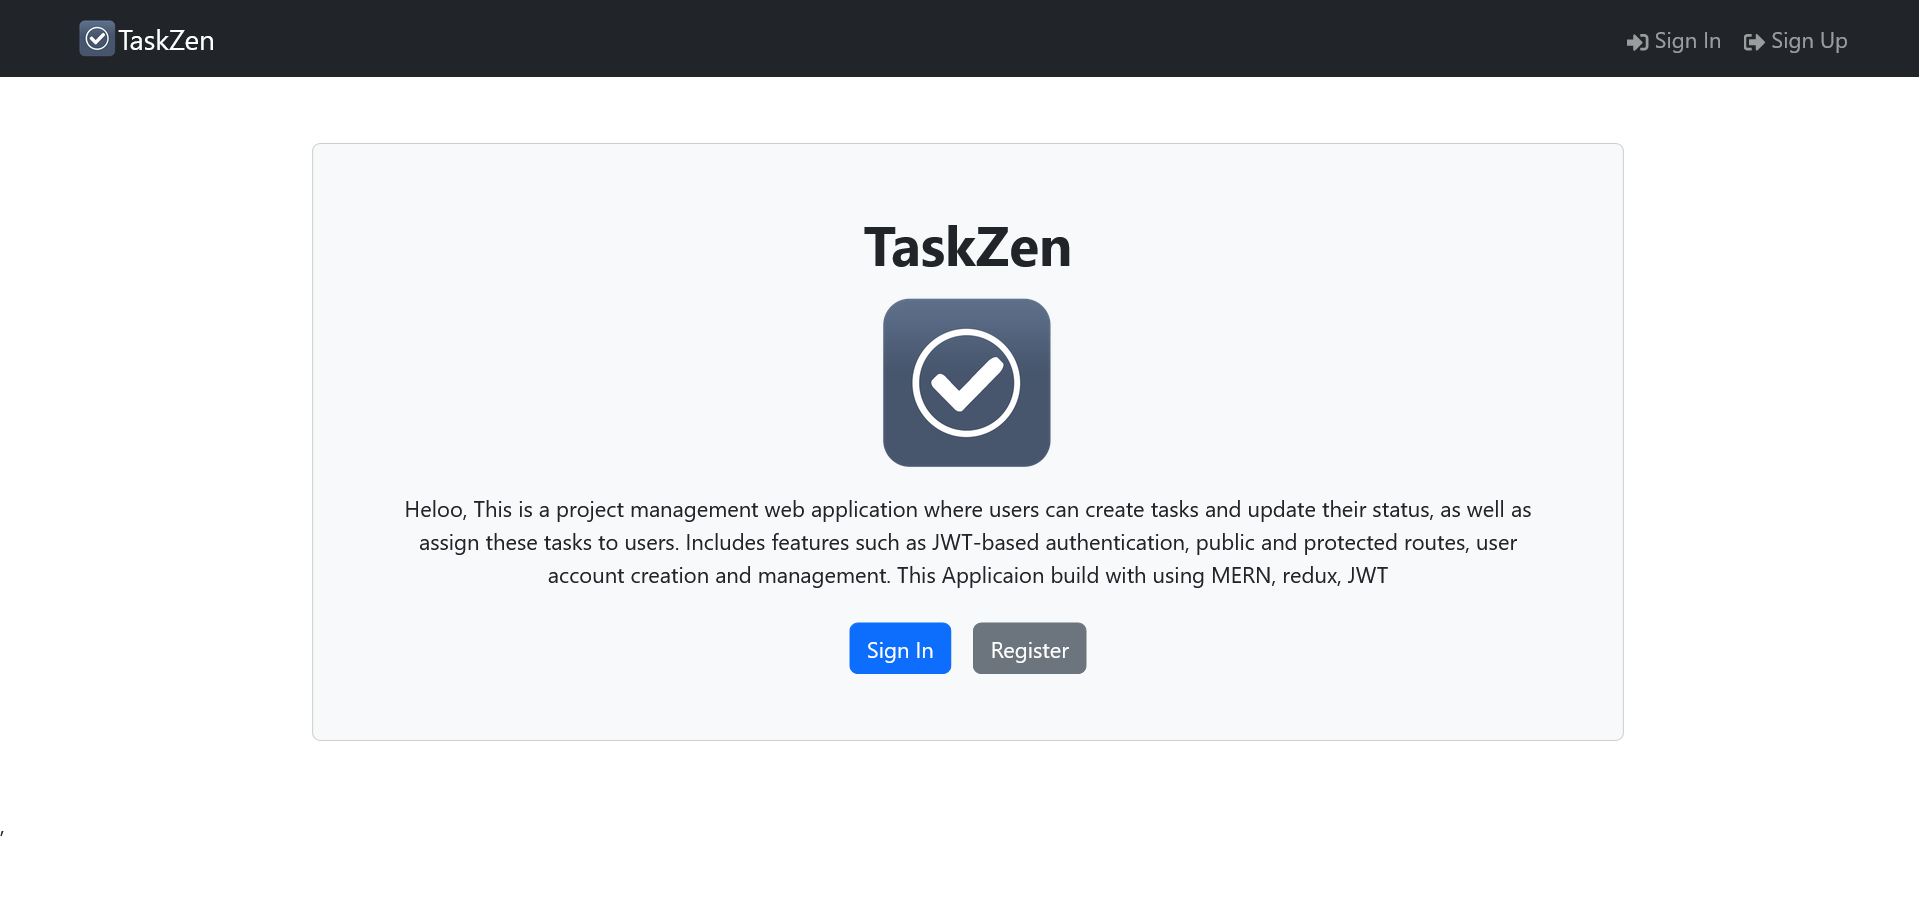 TaskZen
Sign In
Sign Up
TaskZen
Heloo, This is a project management web application where users can create tasks and update their status, as well as
assign these tasks to users. Includes features such as JWT-based authentication, public and protected routes, user
account creation and management. This Applicaion build with using MERN, redux, JWT
Sign In
Register
,